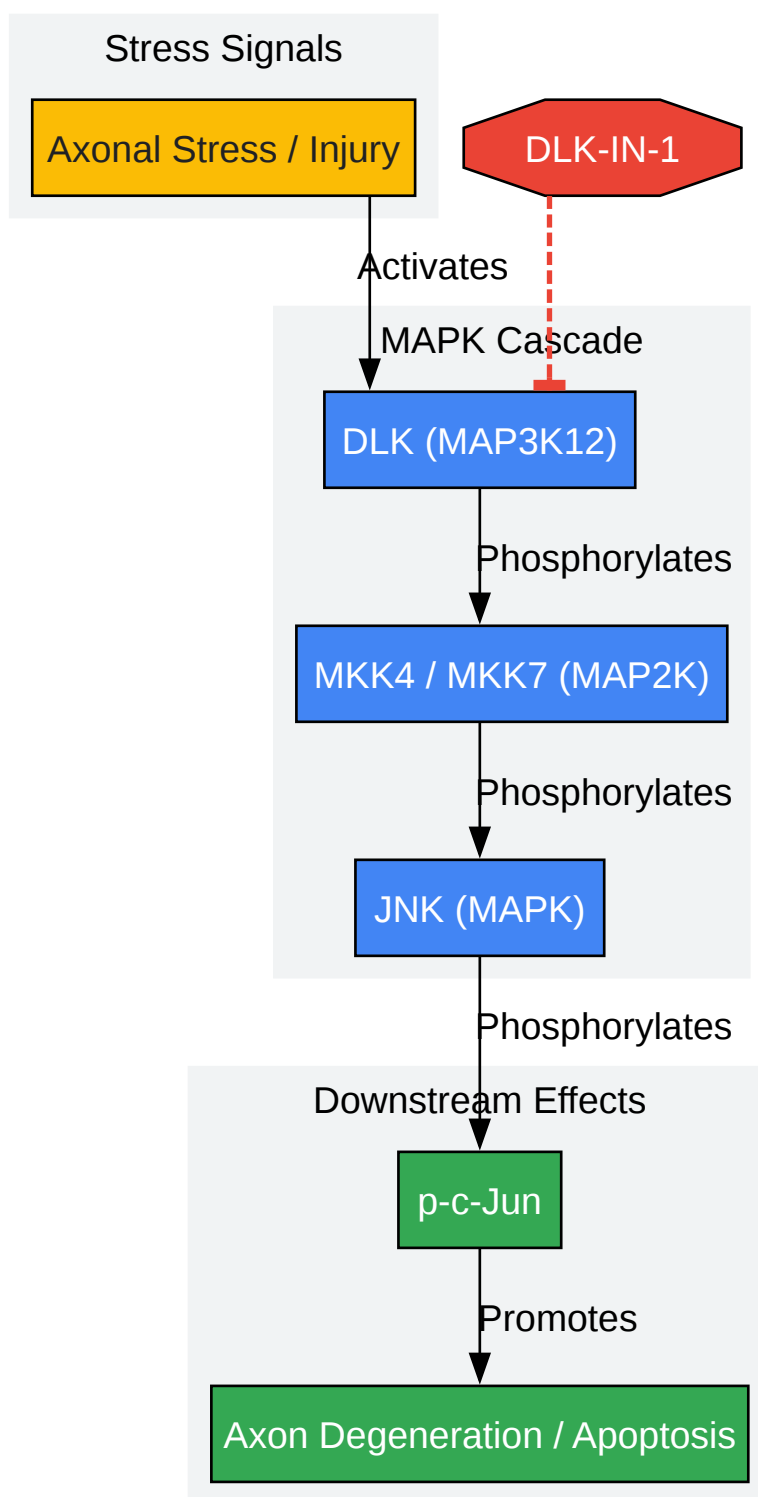 Stress Signals
Axonal Stress / Injury
DLK-IN-1
Activates
MAPK Cascade
DLK (MAP3K12)
Phosphorylates
MKK4 / MKK7 (MAP2K)
Phosphorylates
JNK (MAPK)
Phosphorylates
Downstream Effects
p-c-Jun
Promotes
Axon Degeneration / Apoptosis